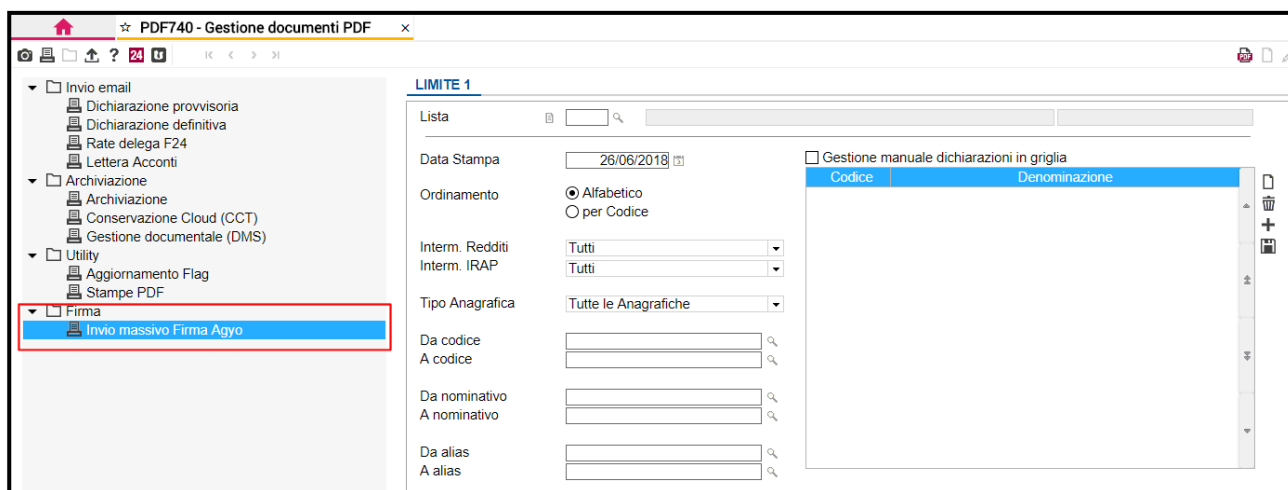 ☆ PDF740 - Gestione documenti PDF ×
? 24
PDF
Invio email
Dichiarazione provvisoria
Dichiarazione definitiva
Rate delega F24
Lettera Acconti
Archiviazione
Archiviazione
Conservazione Cloud (CCT)
Gestione documentale (DMS)
Utility
Aggiornamento Flag
Stampe PDF
Firma
Invio massivo Firma Agyo
LIMITE 1
Lista
Data Stampa 26/06/2018
Ordinamento Alfabetico
per Codice
Interm. Redditi Tutti
Interm. IRAP Tutti
Tipo Anagrafica Tutte le Anagrafiche
Da codice
A codice
Da nominativo
A nominativo
Da alias
A alias
Gestione manuale dichiarazioni in griglia
Codice Denominazione